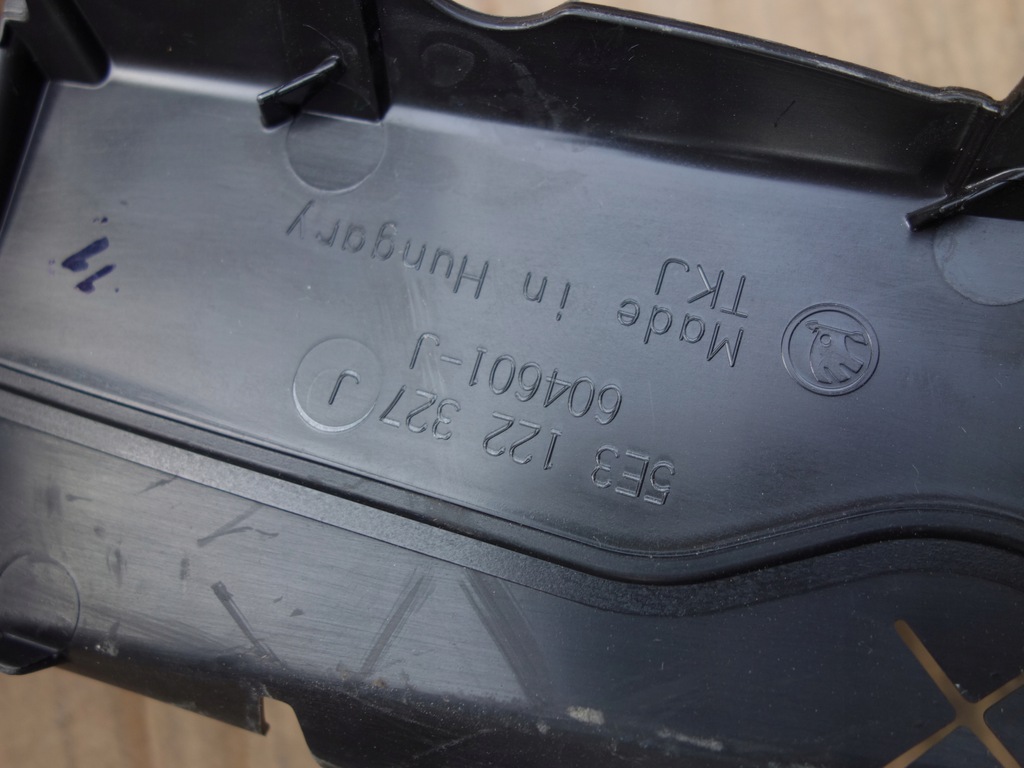 5E3 122 327 J
604601-J
Made in Hungary
TKJ